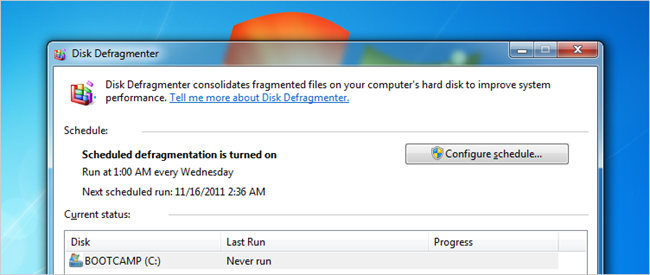 Disk Defragmenter
Disk Defragmenter consolidates fragmented files on your computer's hard disk to improve system
performance. Tell me more about Disk Defragmenter.
Schedule:
Scheduled defragmentation is turned on
Configure schedule...
Run at 1:00 AM every Wednesday
Next scheduled run: 11/16/2011 2:36 AM
Current status:
Disk Last Run Progress
BOOTCAMP (C:) Never run